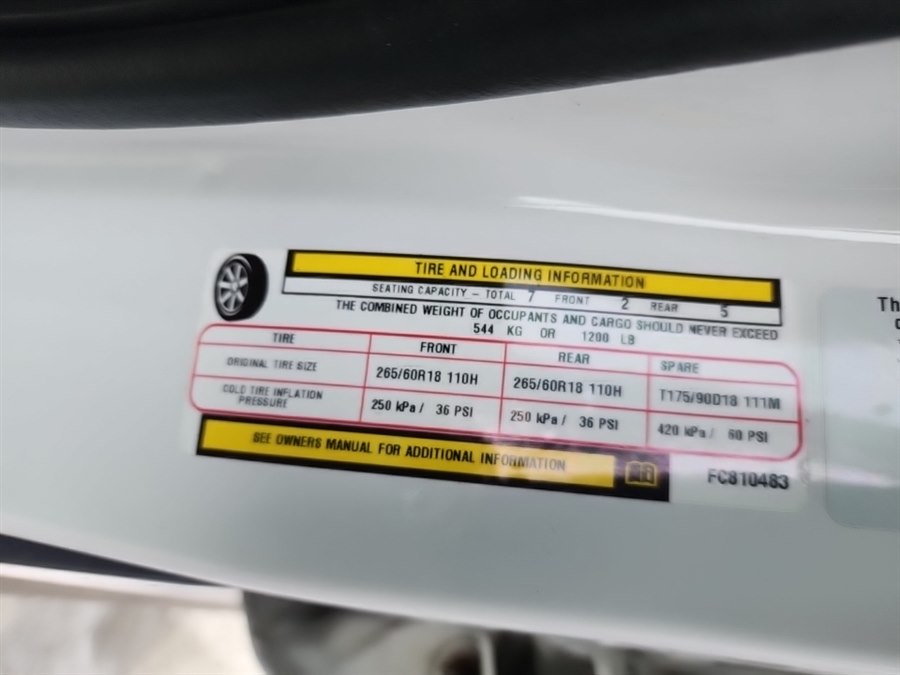 TIRE AND LOADING INFORMATION
SEATING CAPACITY – TOTAL 7 FRONT 2 REAR 5
THE COMBINED WEIGHT OF OCCUPANTS AND CARGO SHOULD NEVER EXCEED
544 KG OR 1200 LB
TIRE FRONT REAR SPARE
ORIGINAL TIRE SIZE 265/60R18 110H 265/60R18 110H T175/90D18 111M
COLD TIRE INFLATION PRESSURE 250 kPa / 36 PSI 250 kPa / 36 PSI 420 kPa / 60 PSI
SEE OWNERS MANUAL FOR ADDITIONAL INFORMATION
FC810483
Th